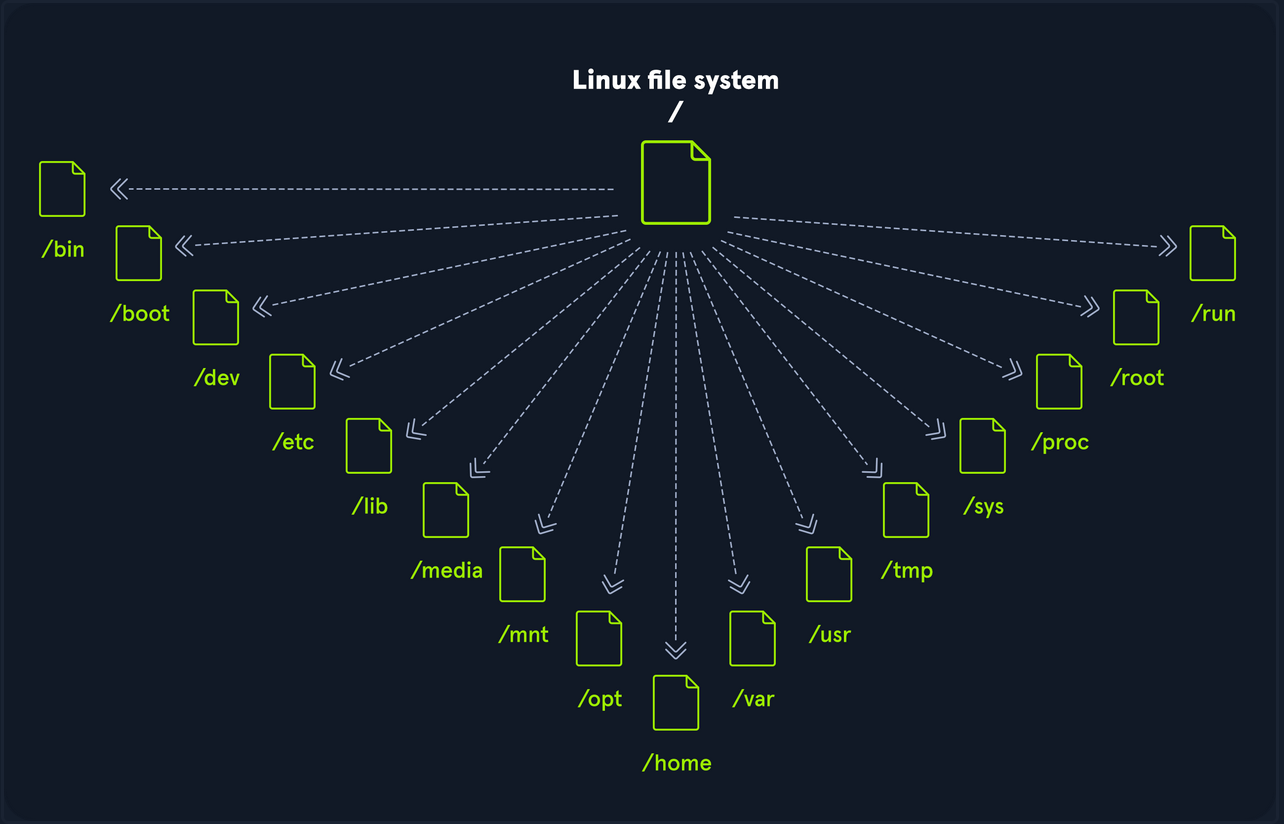 Linux file system
/
/bin
/boot
/dev
/etc
/lib
/media
/mnt
/opt
/home
/var
/usr
/tmp
/sys
/proc
/root
/run